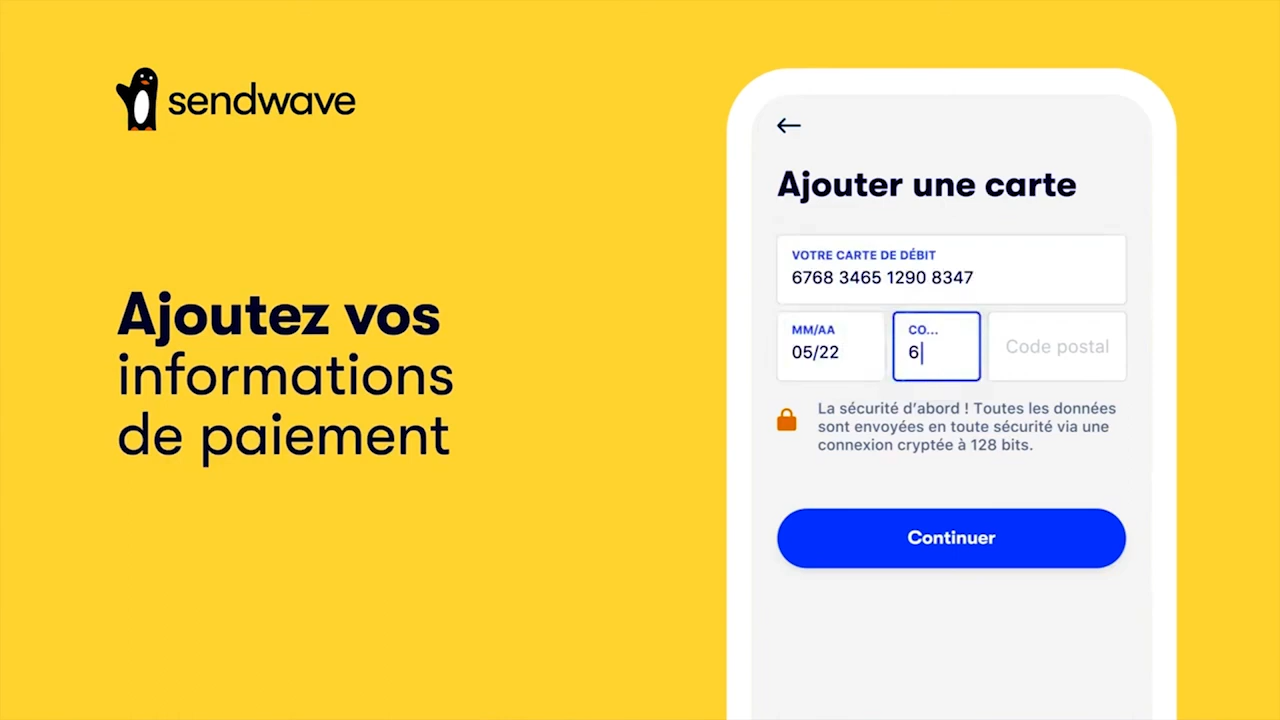 sendwave
Ajoutez vos
informations
de paiement
Ajouter une carte
VOTRE CARTE DE DÉBIT
6768 3465 1290 8347
MM/AA
05/22
CO...
6
Code postal
La sécurité d’abord ! Toutes les données
sont envoyées en toute sécurité via une
connexion cryptée à 128 bits.
Continuer